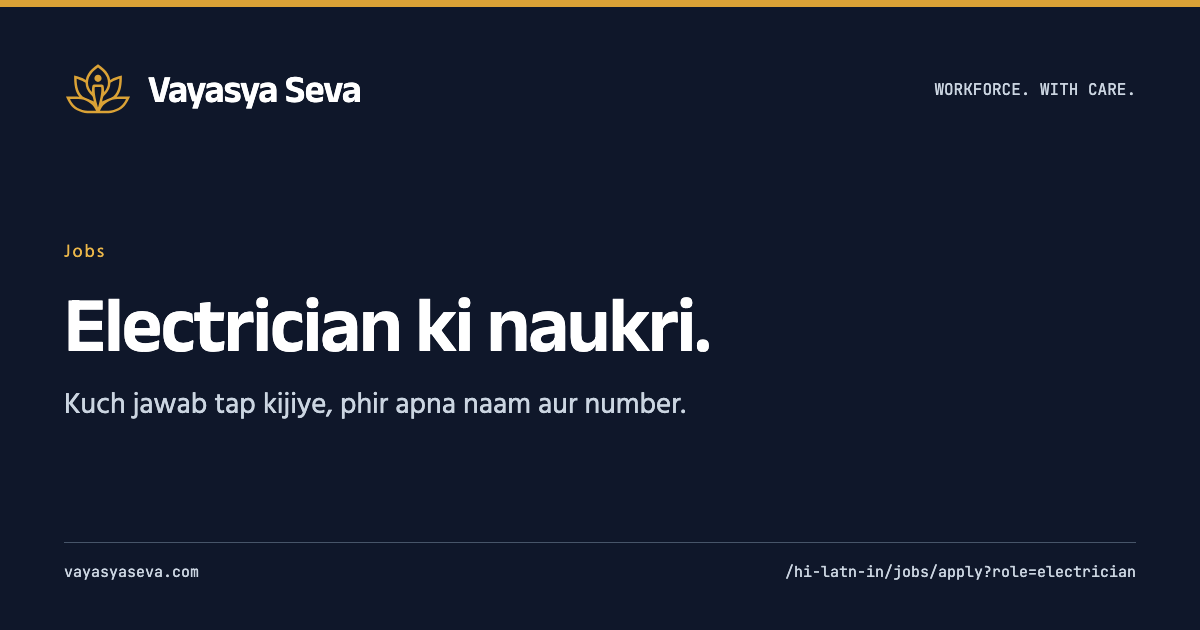 Vayasya Seva
WORKFORCE. WITH CARE.
Jobs
Electrician ki naukri.
Kuch jawab tap kijiye, phir apna naam aur number.
vayasyaseva.com
/hi-latn-in/jobs/apply?role=electrician